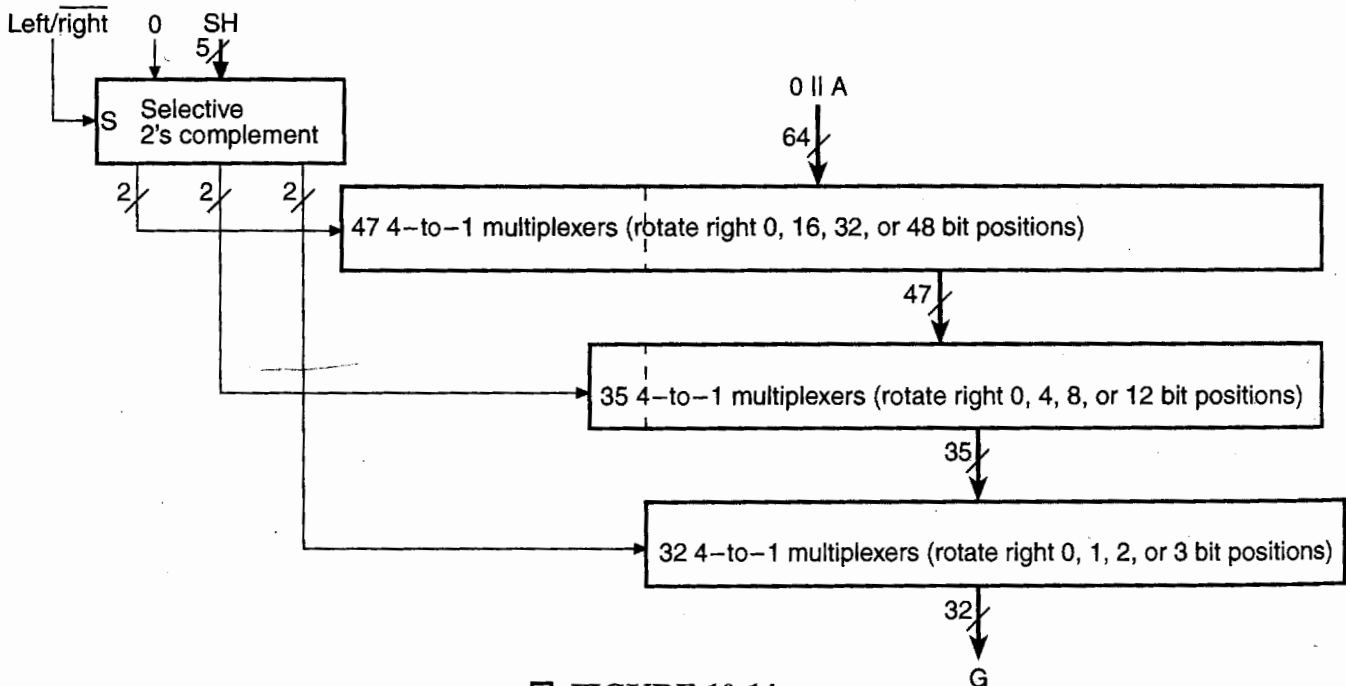 Left/right 0 SH
5
S Selective
2's complement
0 || A
64
2 2 2
47 4-to-1 multiplexers (rotate right 0, 16, 32, or 48 bit positions)
47
35 4-to-1 multiplexers (rotate right 0, 4, 8, or 12 bit positions)
35
32 4-to-1 multiplexers (rotate right 0, 1, 2, or 3 bit positions)
32
G